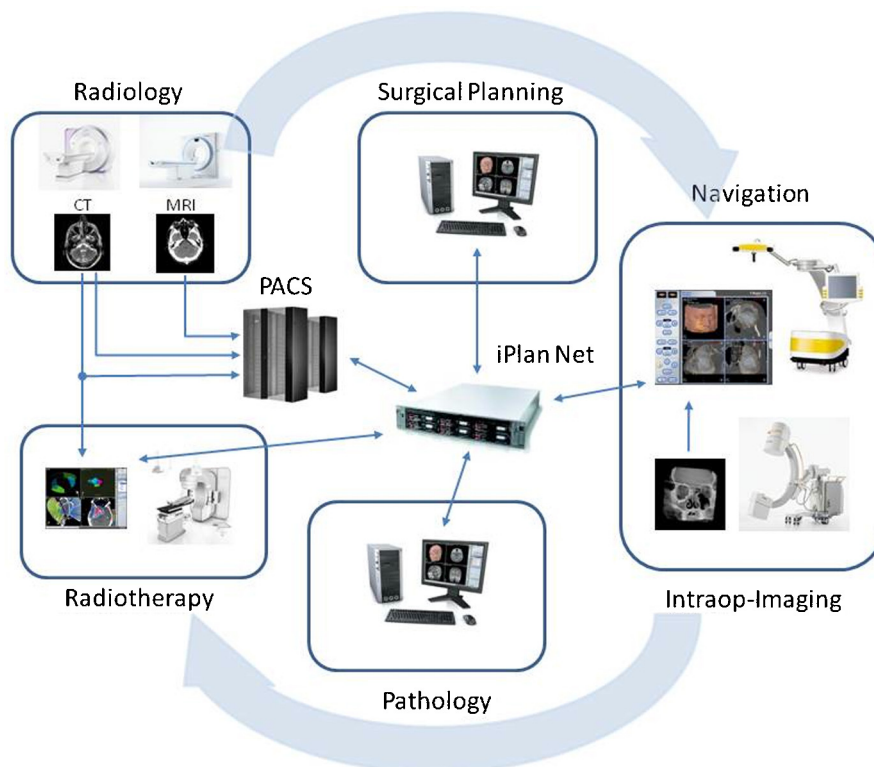 Radiology
Surgical Planning
CT
MRI
Navigation
PACS
iPlan Net
Radiotherapy
Intraop-Imaging
Pathology